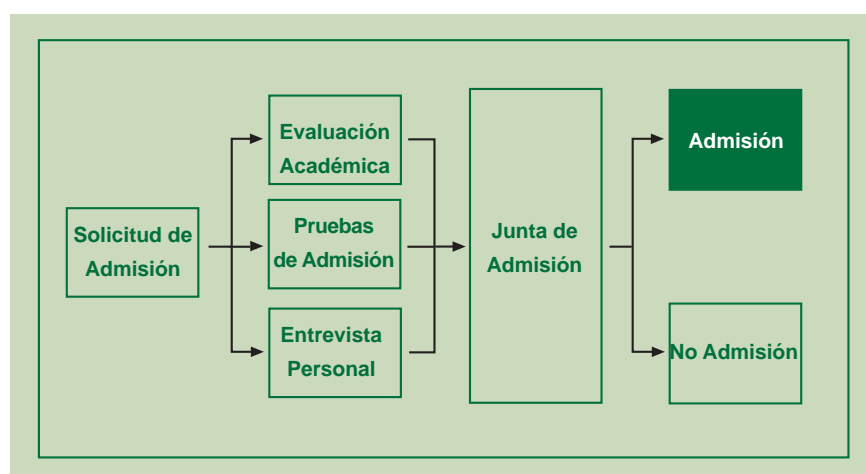 Solicitud de
Admisión
Evaluación
Académica
Pruebas
de Admisión
Entrevista
Personal
Junta de
Admisión
Admisión
No Admisión